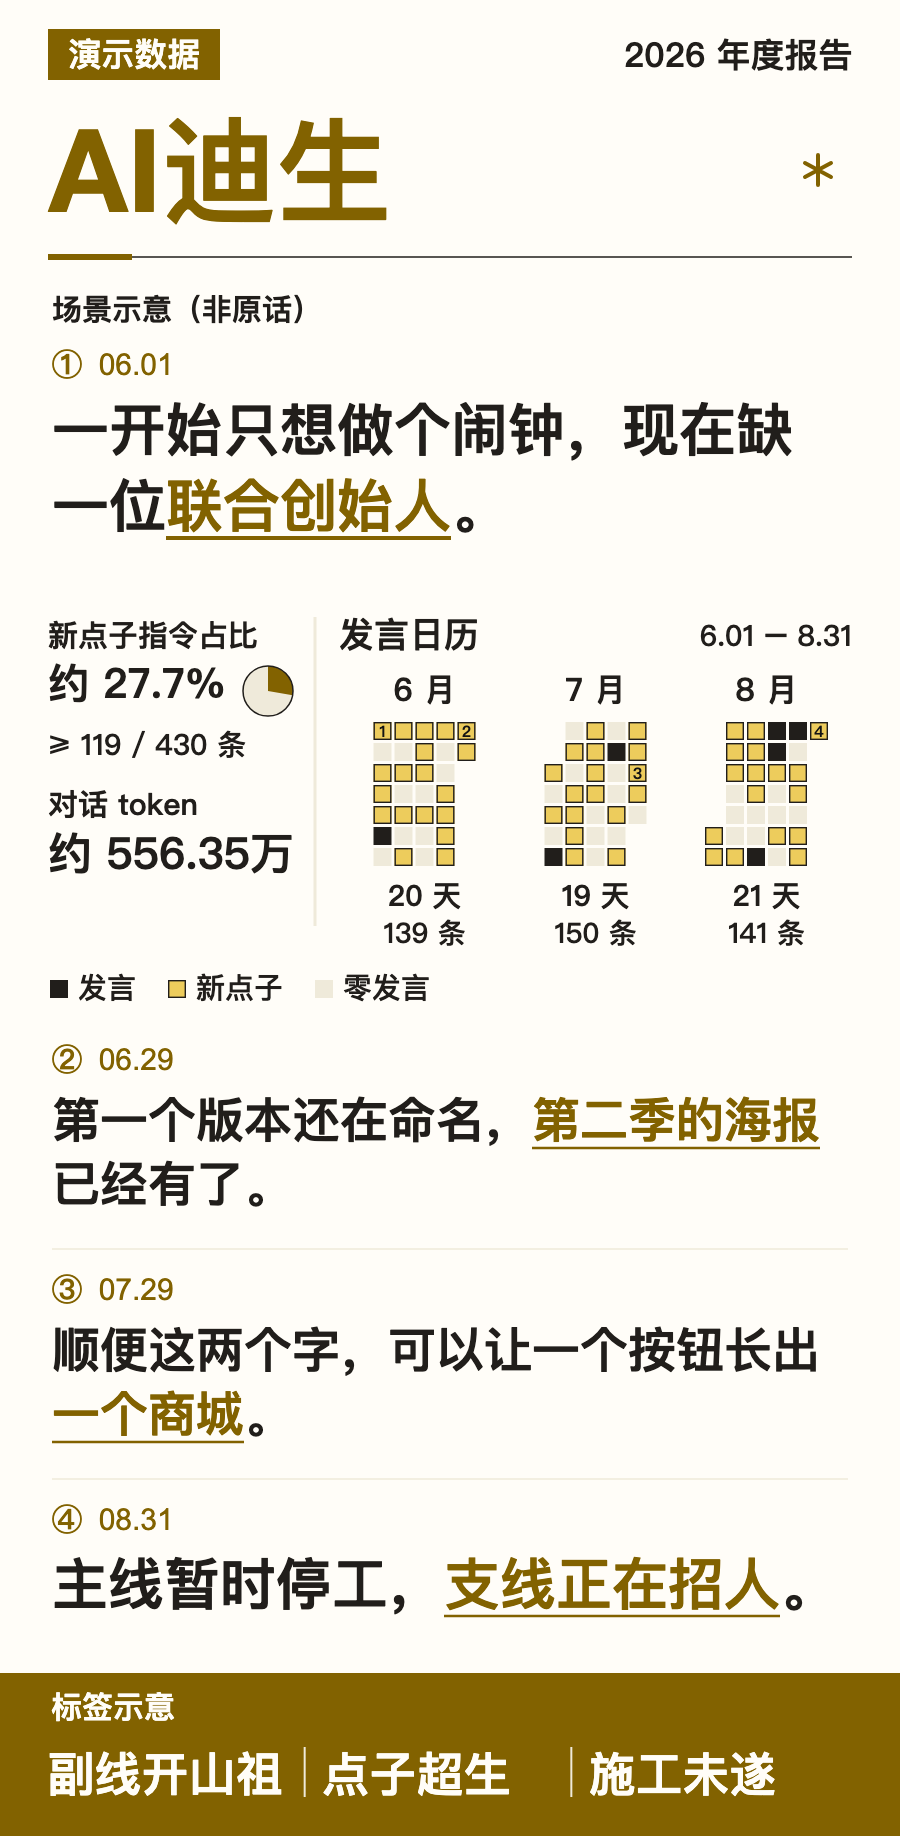 演示数据
2026 年度报告
AI迪生
场景示意（非原话）
① 06.01
一开始只想做个闹钟，现在缺
一位联合创始人。
新点子指令占比
约 27.7%
≥ 119 / 430 条
对话 token
约 556.35万
发言日历
6.01 – 8.31
6 月
7 月
8 月
1
2
3
4
20 天
19 天
21 天
139 条
150 条
141 条
发言
新点子
零发言
② 06.29
第一个版本还在命名，第二季的海报
已经有了。
③ 07.29
顺便这两个字，可以让一个按钮长出
一个商城。
④ 08.31
主线暂时停工，支线正在招人。
标签示意
副线开山祖
点子超生
施工未遂